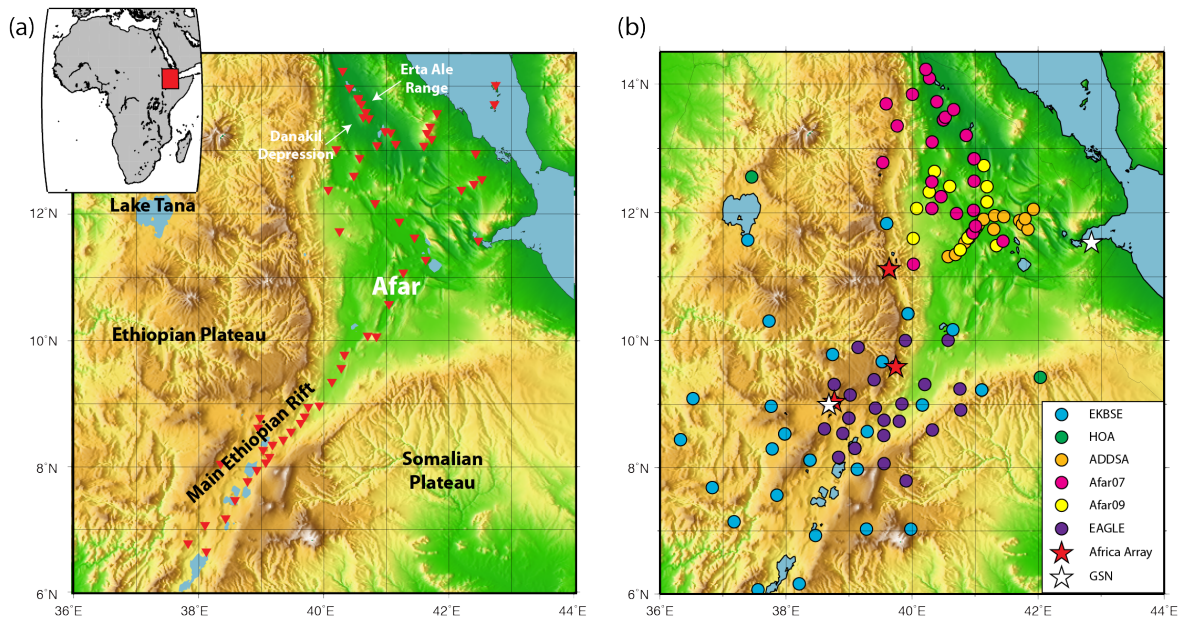 (a)
Erta Ale
Range
Danakil
Depression
Lake Tana
Afar
Ethiopian Plateau
Main Ethiopian Rift
Somalian
Plateau
12°N
10°N
8°N
6°N
36°E
38°E
40°E
42°E
44°E
(b)
14°N
12°N
10°N
8°N
6°N
36°E
38°E
40°E
42°E
44°E
EKBSE
HOA
ADDSA
Afar07
Afar09
EAGLE
Africa Array
GSN